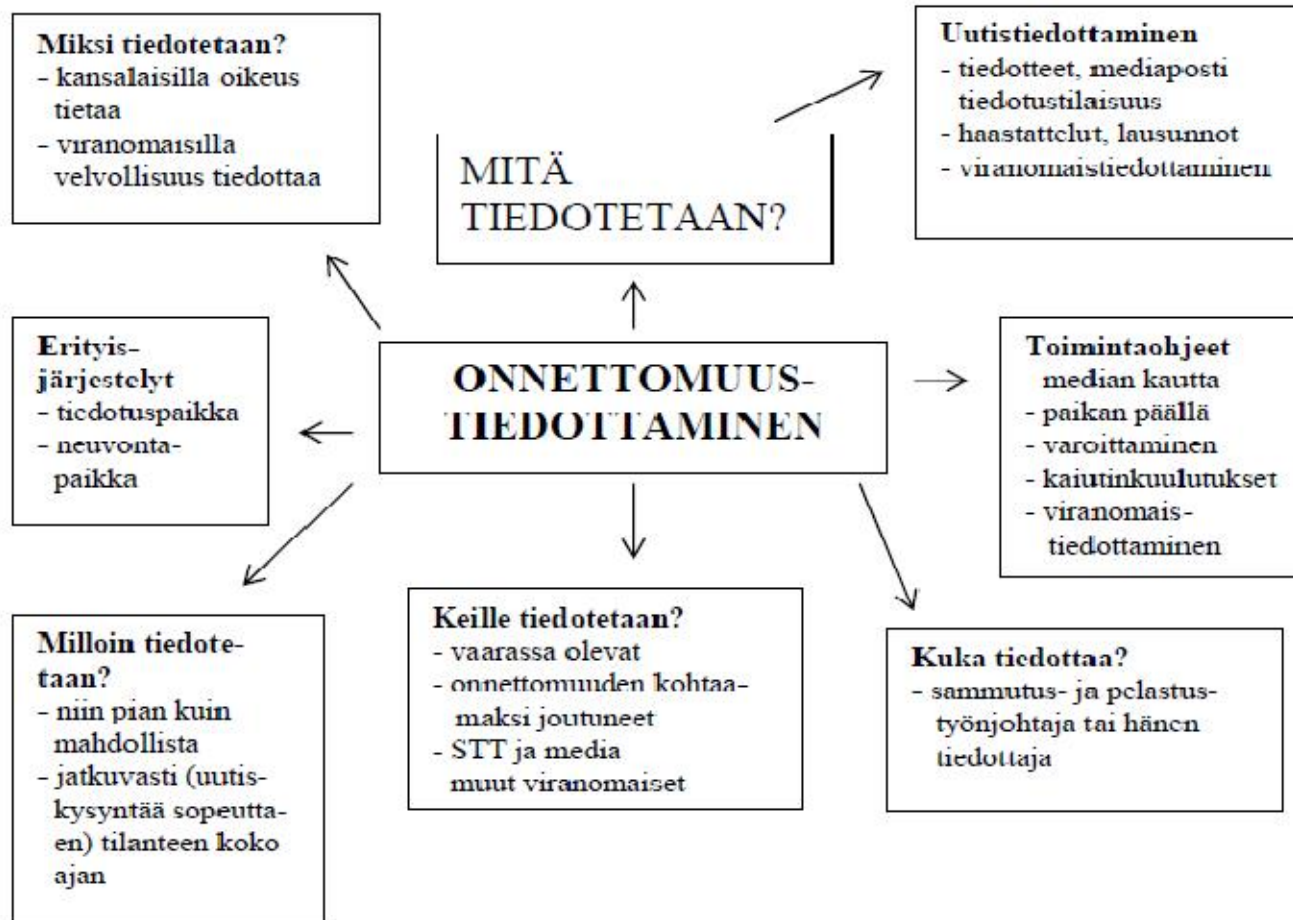 Miksi tiedotetaan?
- kansalaisilla oikeus
tietaa
- viranomaisilla
velvollisuus tiedottaa
MITÄ
TIEDOTETAAN?
Uutistiedottaminen
- tiedotteet, mediaposti
tiedotustilaisuus
- haastattelut, lausunnot
- viranomaistiedottaminen
Erityis-
järjestelyt
- tiedotuspaikka
- neuvonta-
paikka
ONNETTOMUUS-
TIEDOTTAMINEN
Toimintaohjeet
median kautta
- paikan päällä
- varoittaminen
- kaiutinkuulutukset
- viranomais-
tiedottaminen
Milloin tiedote-
taan?
- niin pian kuin
mahdollista
- jatkuvasti (uutis-
kysyntää sopeutta-
en) tilanteen koko
ajan
Keille tiedotetaan?
- vaarassa olevat
- onnettomuuden kohtaa-
maksi joutuneet
- STT ja media
muut viranomaiset
Kuka tiedottaa?
- sammutus- ja pelastus-
työnjohtaja tai hänen
tiedottaja